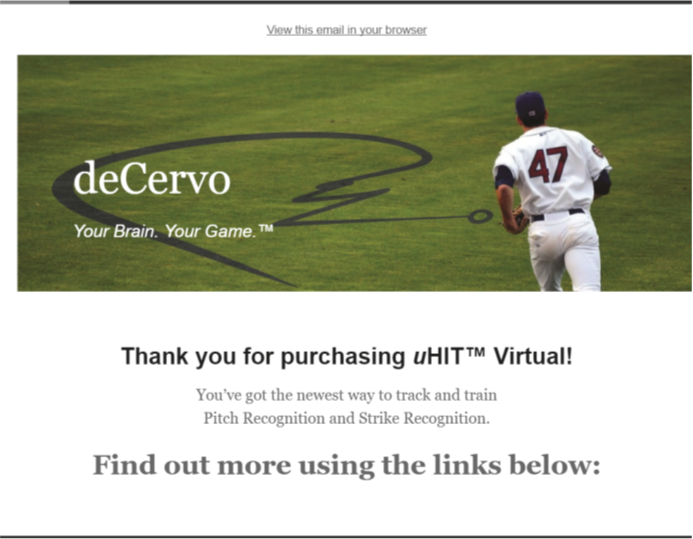 View this email in your browser
deCervo
47
Your Brain. Your Game.™
Thank you for purchasing uHIT™ Virtual!
You've got the newest way to track and train
Pitch Recognition and Strike Recognition.
Find out more using the links below: